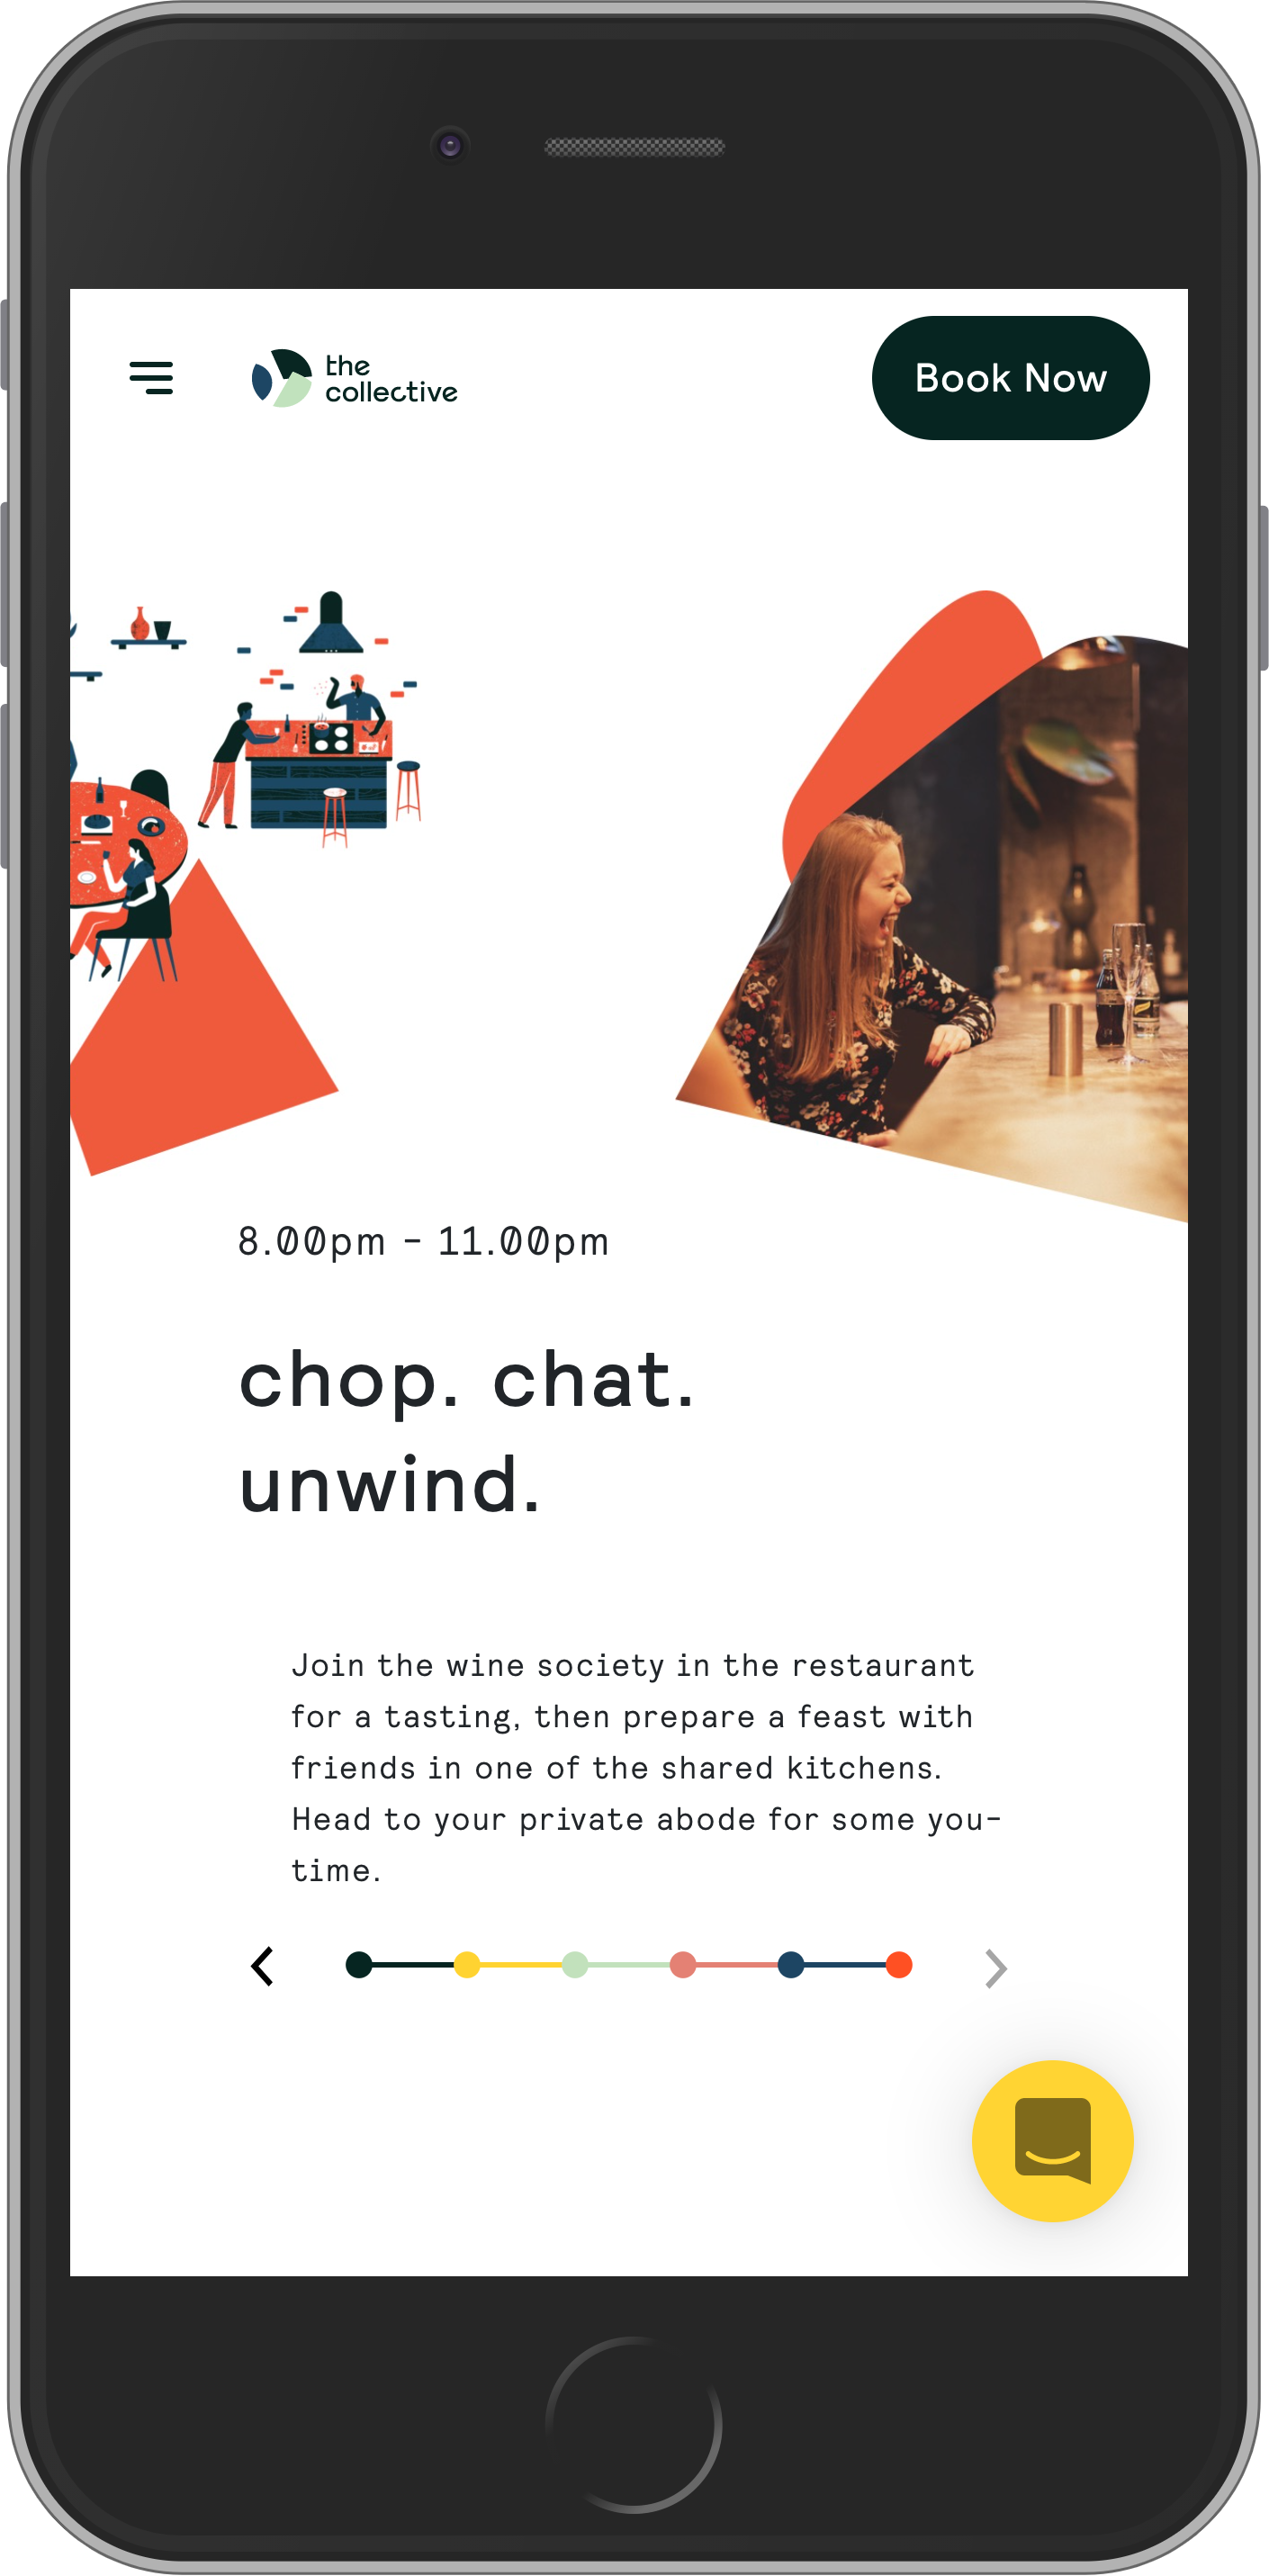 the
collective
Book Now
8.00pm - 11.00pm
chop. chat.
unwind.
Join the wine society in the restaurant
for a tasting, then prepare a feast with
friends in one of the shared kitchens.
Head to your private abode for some you-
time.